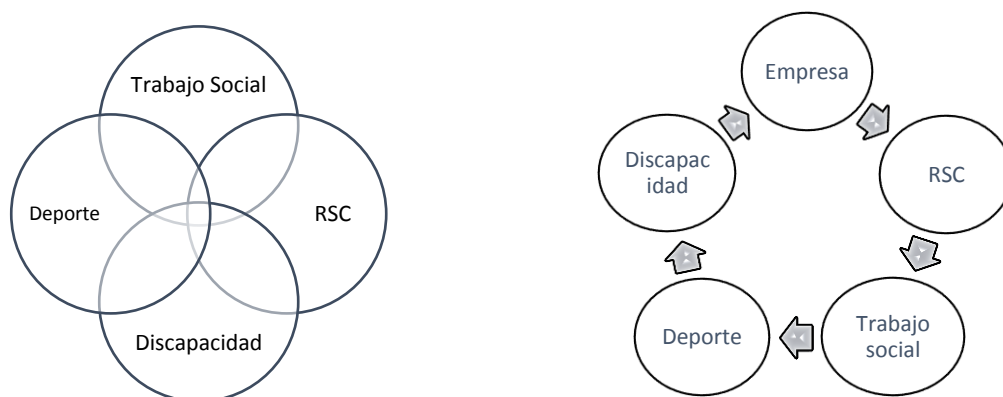 Trabajo Social
Deporte
RSC
Discapacidad
Empresa
RSC
Trabajo
social
Deporte
Discapac
idad